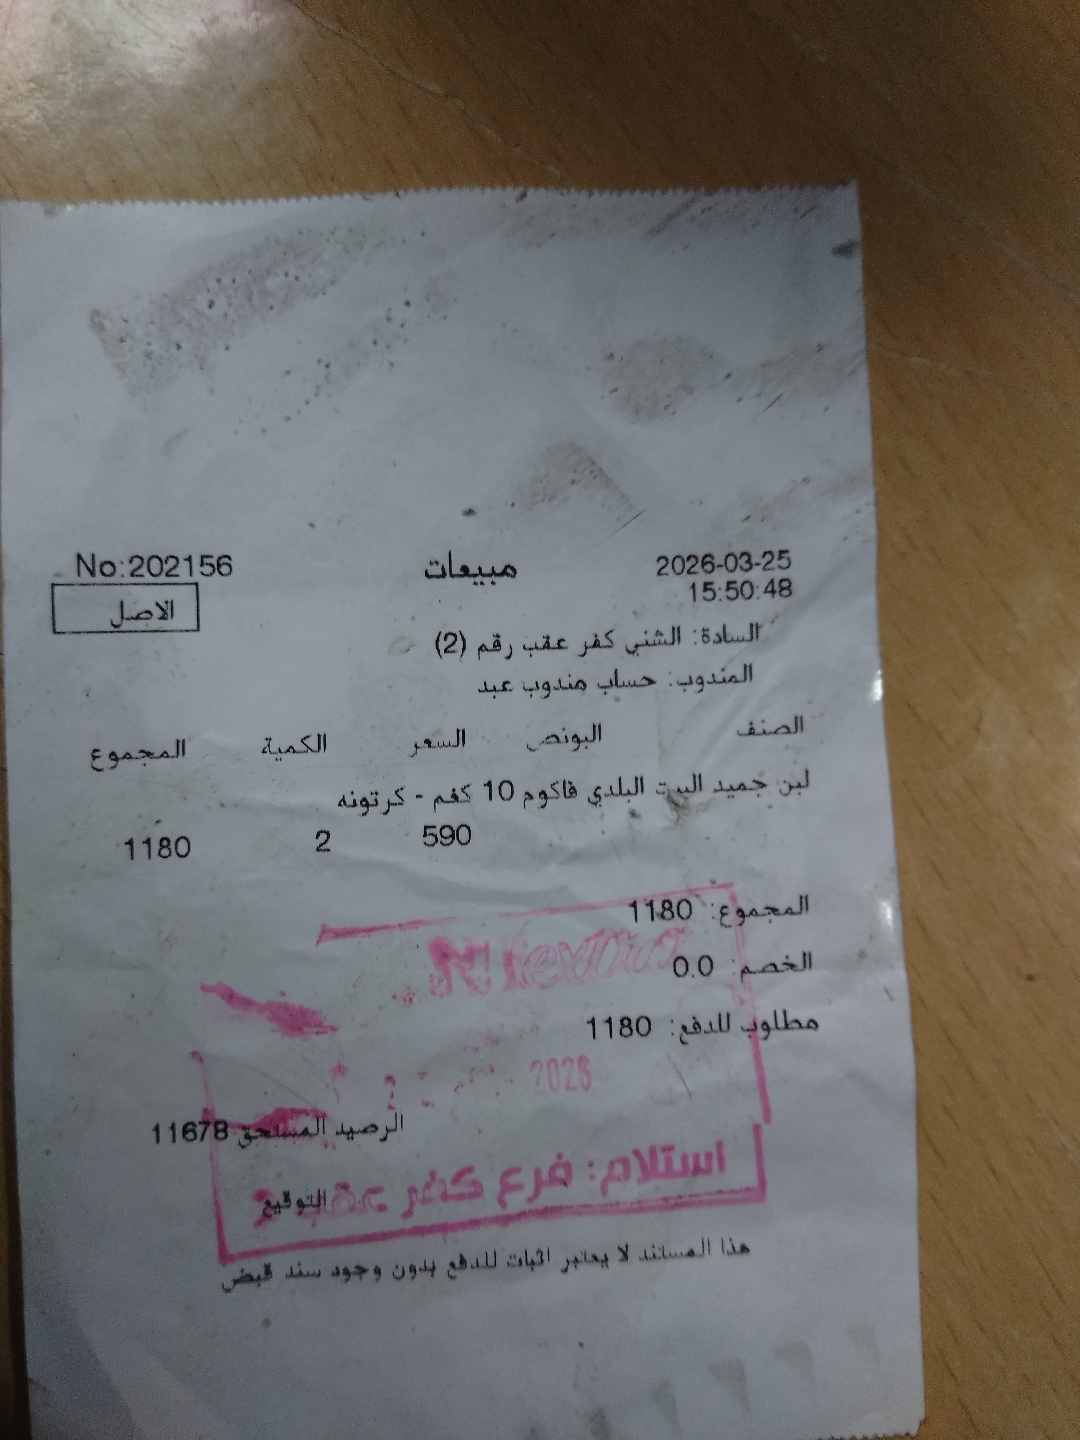 No:202156 مبيعات 2026-03-25
15:50:48
الاصل
السادة: الشني كفر عقب رقم (2)
المندوب: حساب مندوب عبد
الصنف البونص السعر الكمية المجموع
لبن جميد البيت البلدي فاكوم 10 كغم - كرتونه
590 2 1180
المجموع: 1180
الخصم: 0.0
extra
مطلوب للدفع: 1180
2026
الرصيد المستحق 11678
استلام: فرع كفر عقب
التوقيع
هذا المستند لا يعتبر اثبات للدفع بدون وجود سند قبض